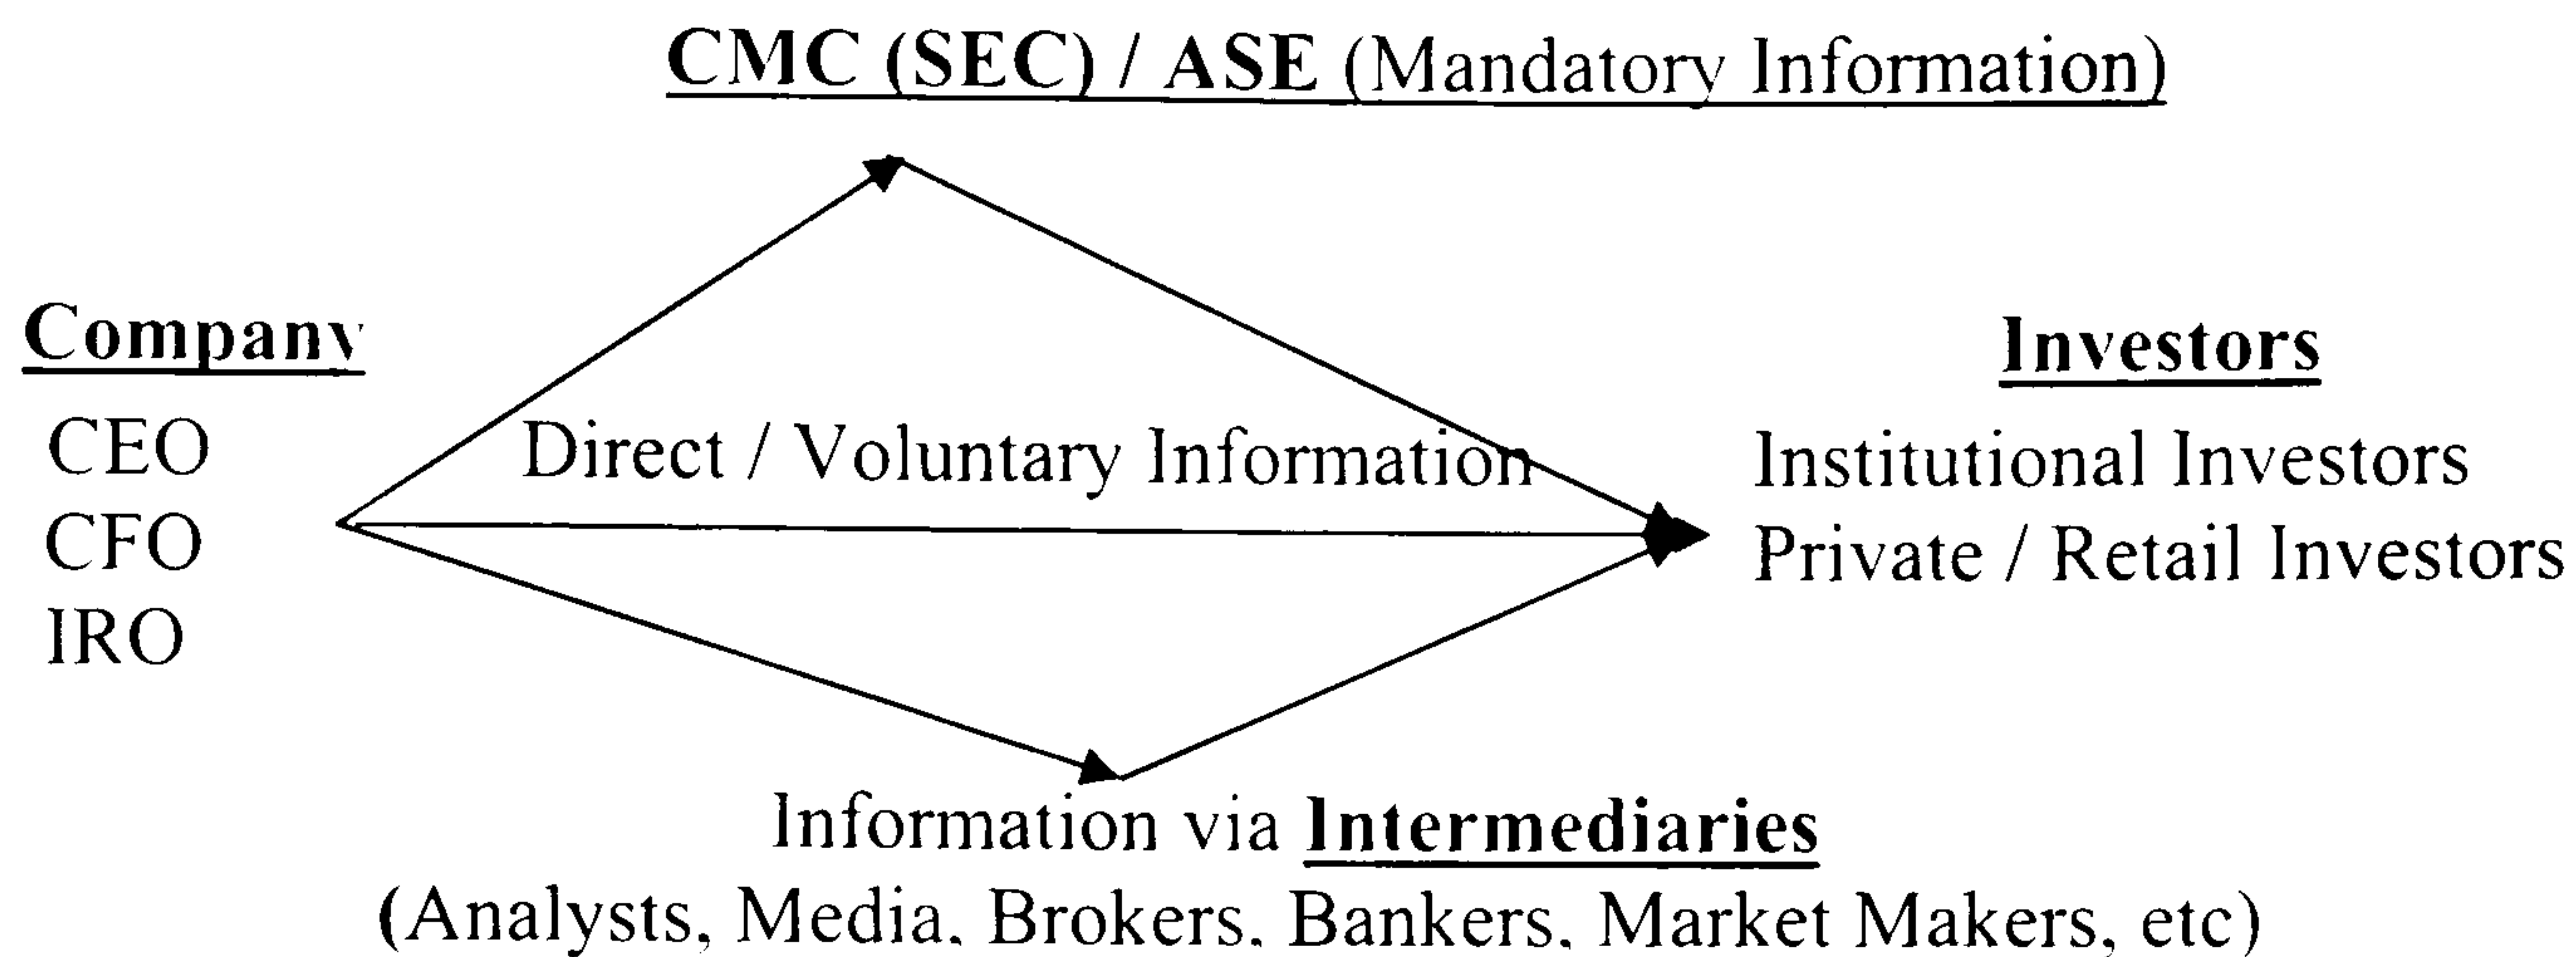 CMC (SEC) / ASE (Mandatory Information)
Company
CEO
CFO
IRO
Direct / Voluntary Information
Investors
Institutional Investors
Private / Retail Investors
Information via Intermediaries
(Analysts, Media, Brokers, Bankers, Market Makers, etc)